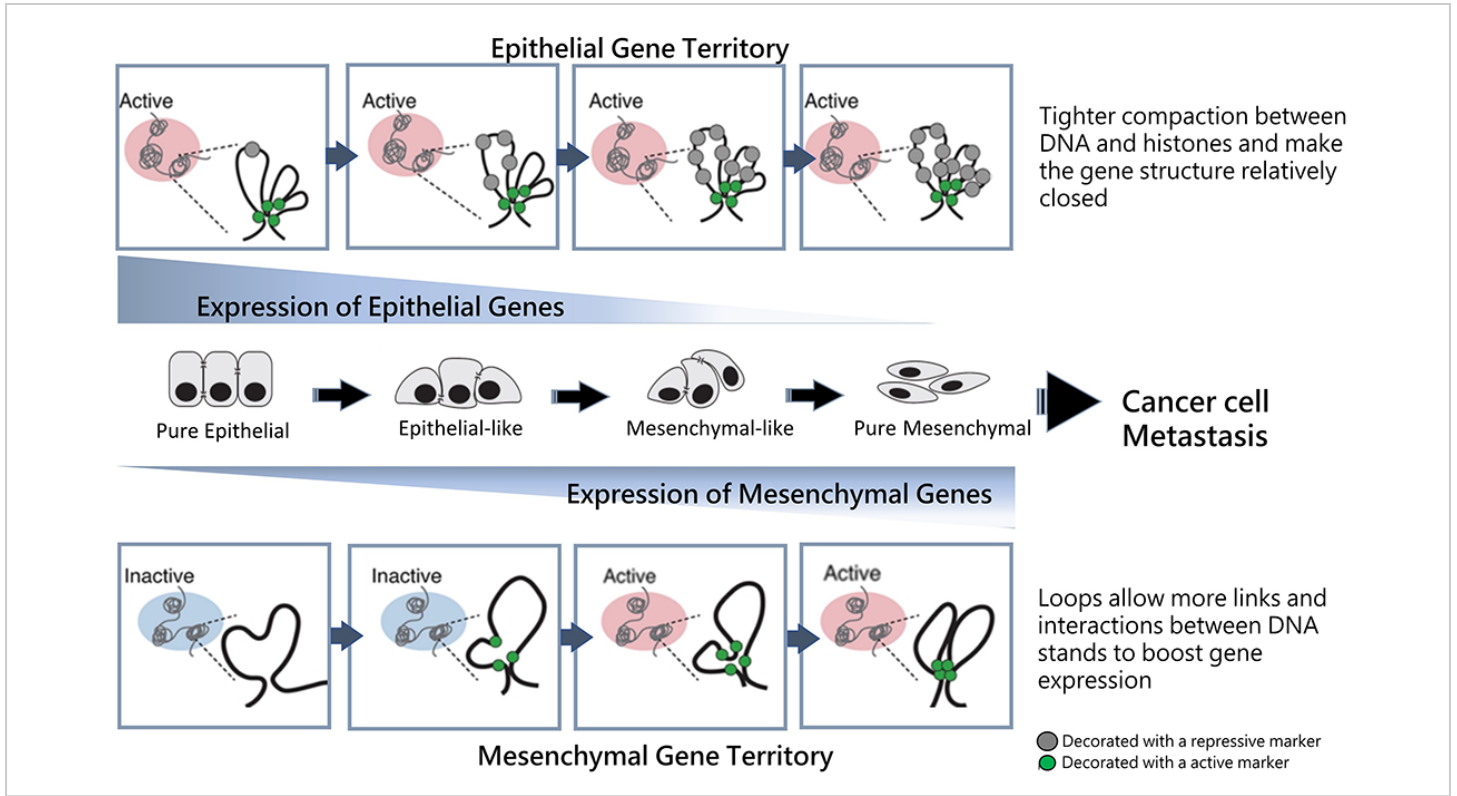 Epithelial Gene Territory
Active
Active
Active
Active
Tighter compaction between
DNA and histones and make
the gene structure relatively
closed
Expression of Epithelial Genes
Pure Epithelial
Epithelial-like
Mesenchymal-like
Pure Mesenchymal
Cancer cell
Metastasis
Expression of Mesenchymal Genes
Inactive
Inactive
Active
Active
Loops allow more links and
interactions between DNA
stands to boost gene
expression
Mesenchymal Gene Territory
Decorated with a repressive marker
Decorated with a active marker